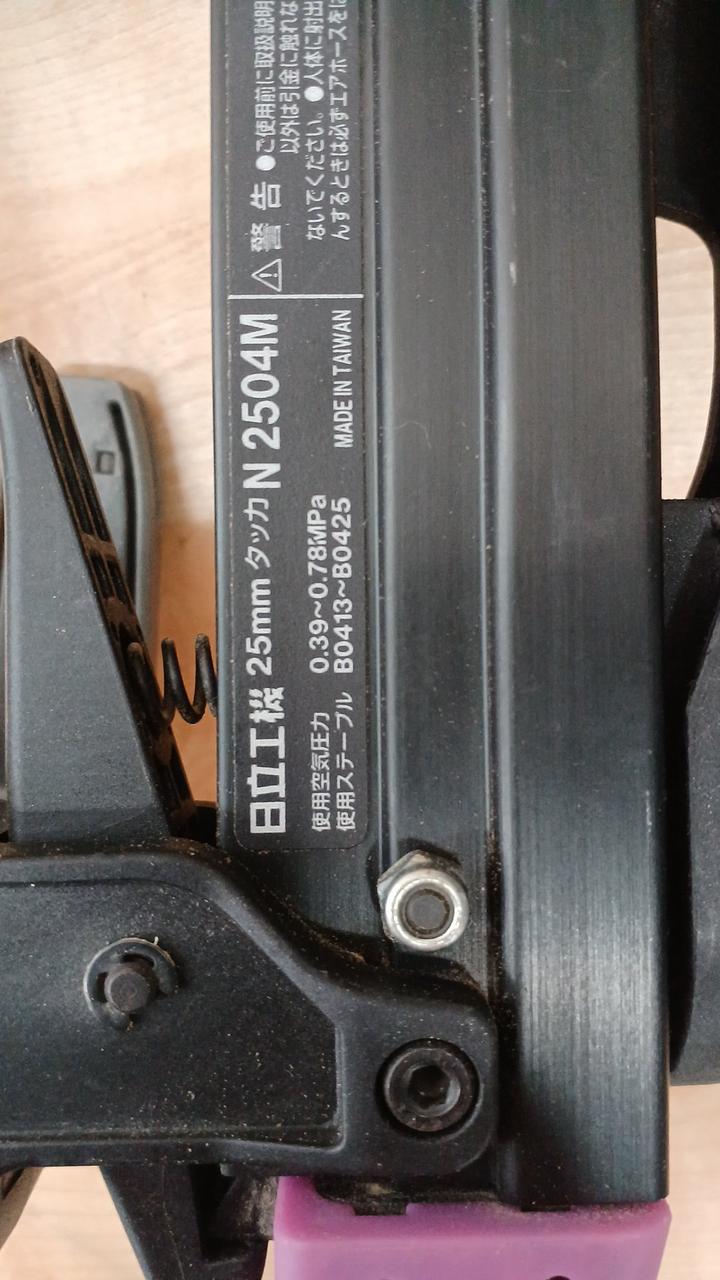 日立工機 25mm タッカ N 2504M
使用空気圧力 0.39~0.78MPa
使用ステープル B0413~B0425 MADE IN TAIWAN
⚠ 警告 ●ご使用前に取扱説明
以外は引金に触れな
ないでください。●人体に射出
んするときは必ずエアホースを